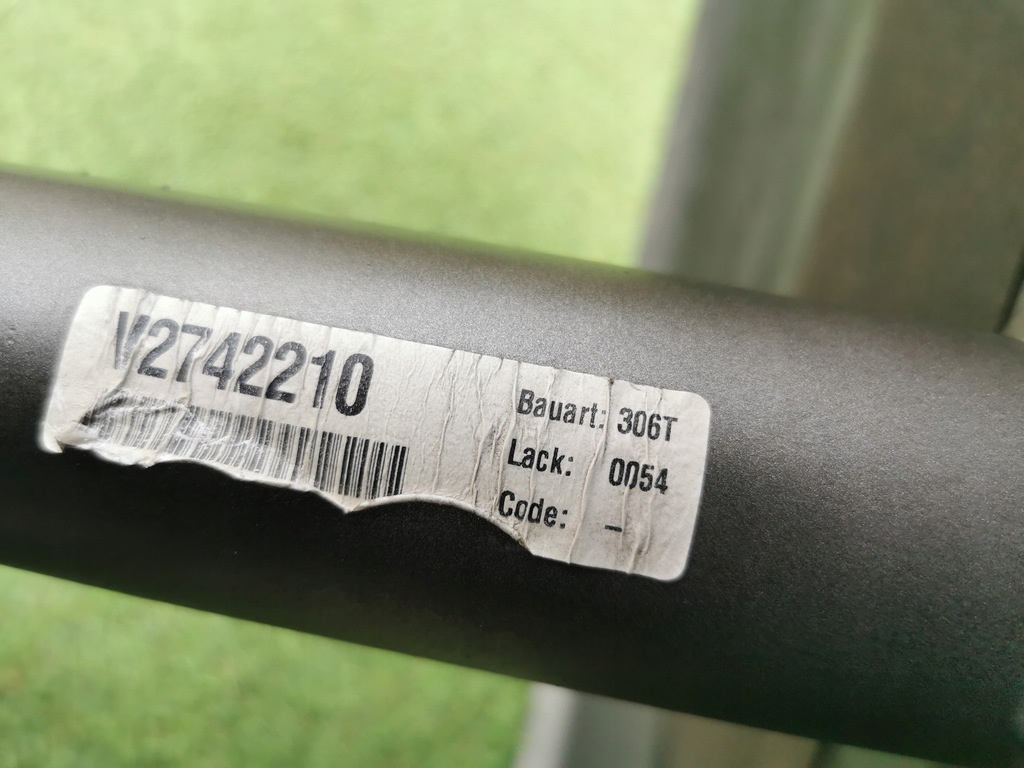 V2742210
Bauart: 306T
Lack: 0054
Code: _